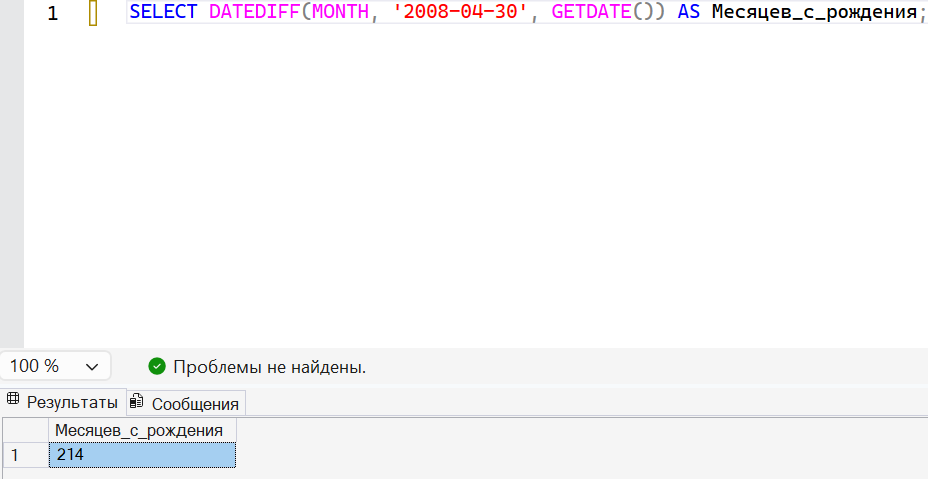 1 SELECT DATEDIFF(MONTH, '2008-04-30', GETDATE()) AS Месяцев_с_рождения;
100 % Проблемы не найдены.
Результаты Сообщения
Месяцев_с_рождения
1 214